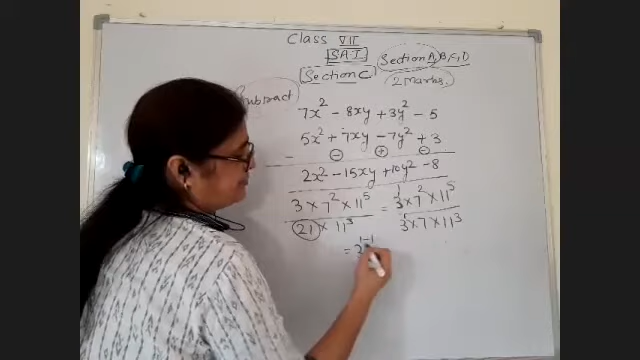 Class VII
SAI Section A, B, C, D
Section C 2 Marks.
Subtract
7x² - 8xy + 3y² - 5
5x² + 7xy - 7y² + 3
- ⊖ ⊕ ⊖
2x² - 15xy + 10y² - 8
3 × 7² × 11⁵ / 21 × 11³ = 3 × 7² × 11⁵ / 3 × 7 × 11³